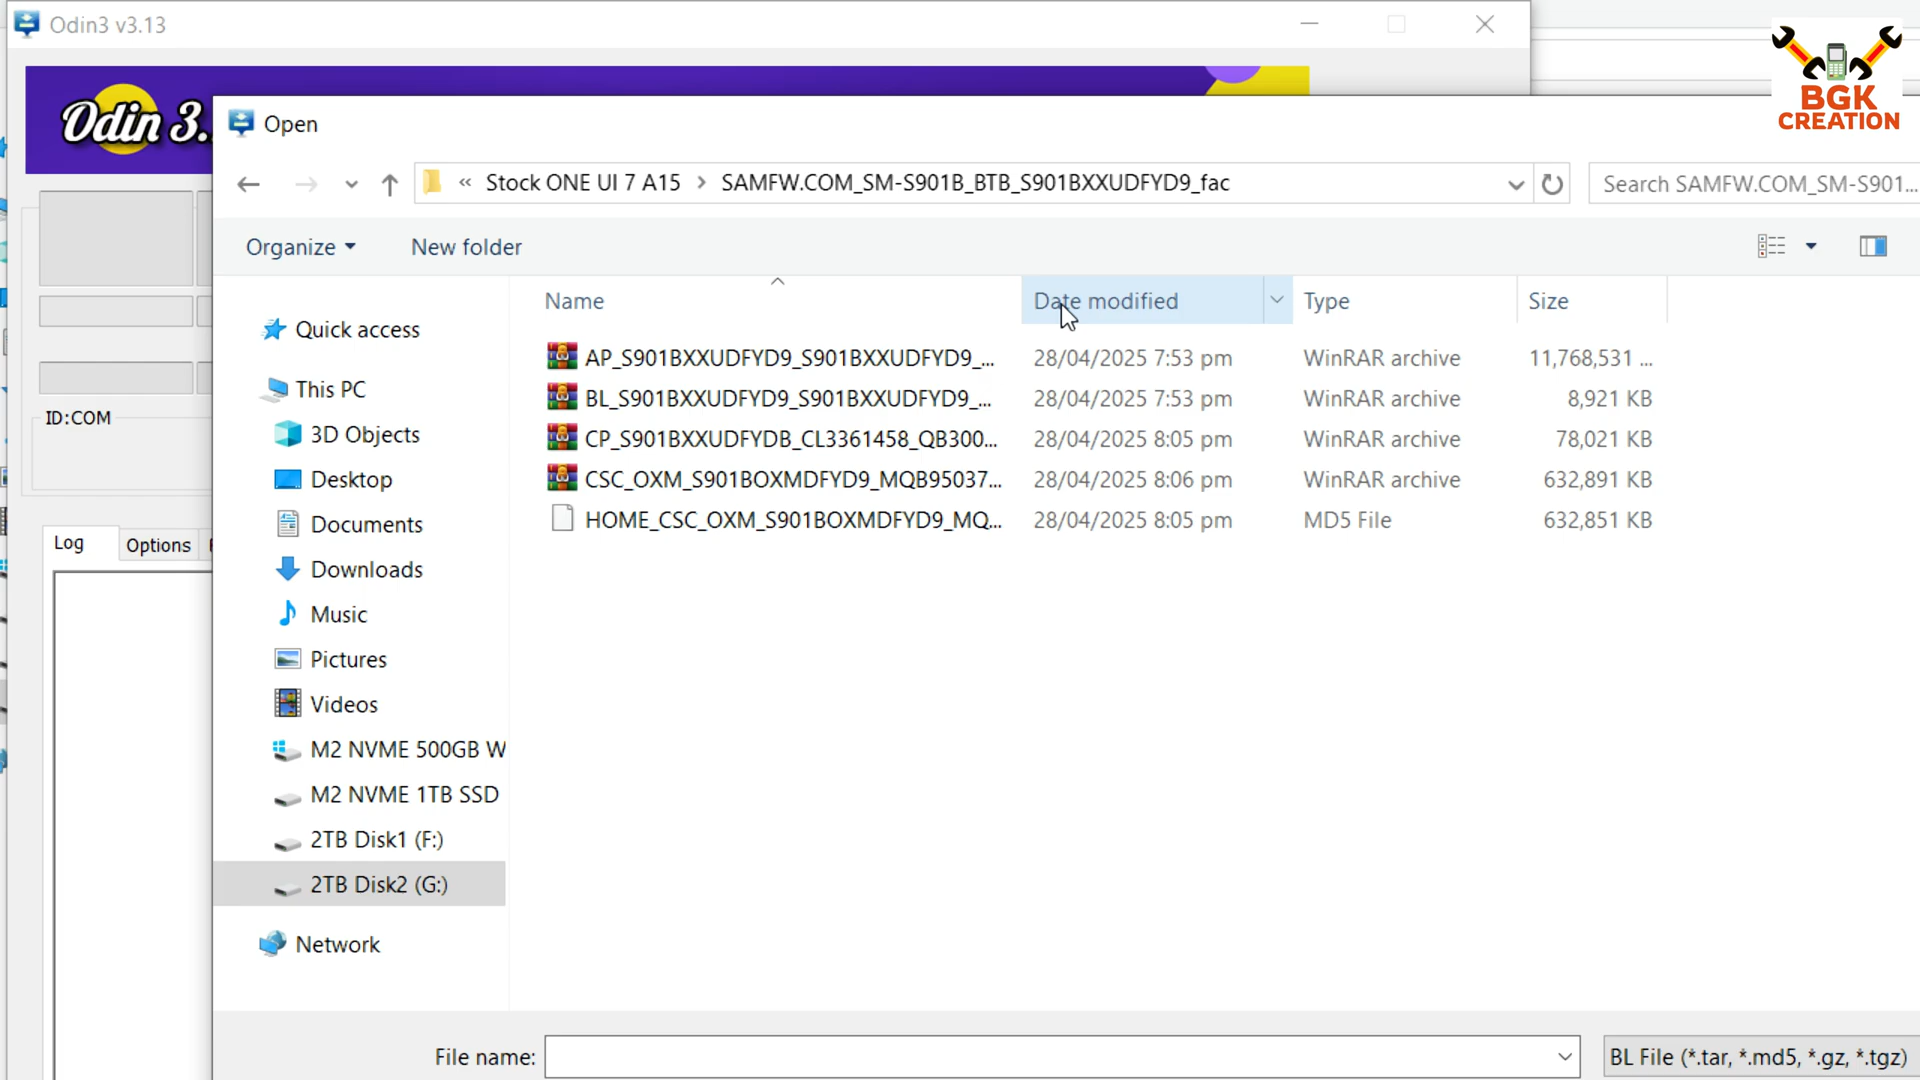 Odin3 v3.13
BGK
CREATION
Odin 3.
Open
« Stock ONE UI 7 A15 > SAMFW.COM_SM-S901B_BTB_S901BXXUDFYD9_fac
Search SAMFW.COM_SM-S901...
Organize
New folder
Name
Date modified
Type
Size
AP_S901BXXUDFYD9_S901BXXUDFYD9_... 28/04/2025 7:53 pm WinRAR archive 11,768,531 ...
BL_S901BXXUDFYD9_S901BXXUDFYD9_... 28/04/2025 7:53 pm WinRAR archive 8,921 KB
CP_S901BXXUDFYDB_CL3361458_QB300... 28/04/2025 8:05 pm WinRAR archive 78,021 KB
CSC_OXM_S901BOXMDFYD9_MQB95037... 28/04/2025 8:06 pm WinRAR archive 632,891 KB
HOME_CSC_OXM_S901BOXMDFYD9_MQ... 28/04/2025 8:05 pm MD5 File 632,851 KB
Quick access
This PC
3D Objects
Desktop
Documents
Downloads
Music
Pictures
Videos
M2 NVME 500GB W
M2 NVME 1TB SSD
2TB Disk1 (F:)
2TB Disk2 (G:)
Network
ID:COM
Log
Options
File name:
BL File (*.tar, *.md5, *.gz, *.tgz)